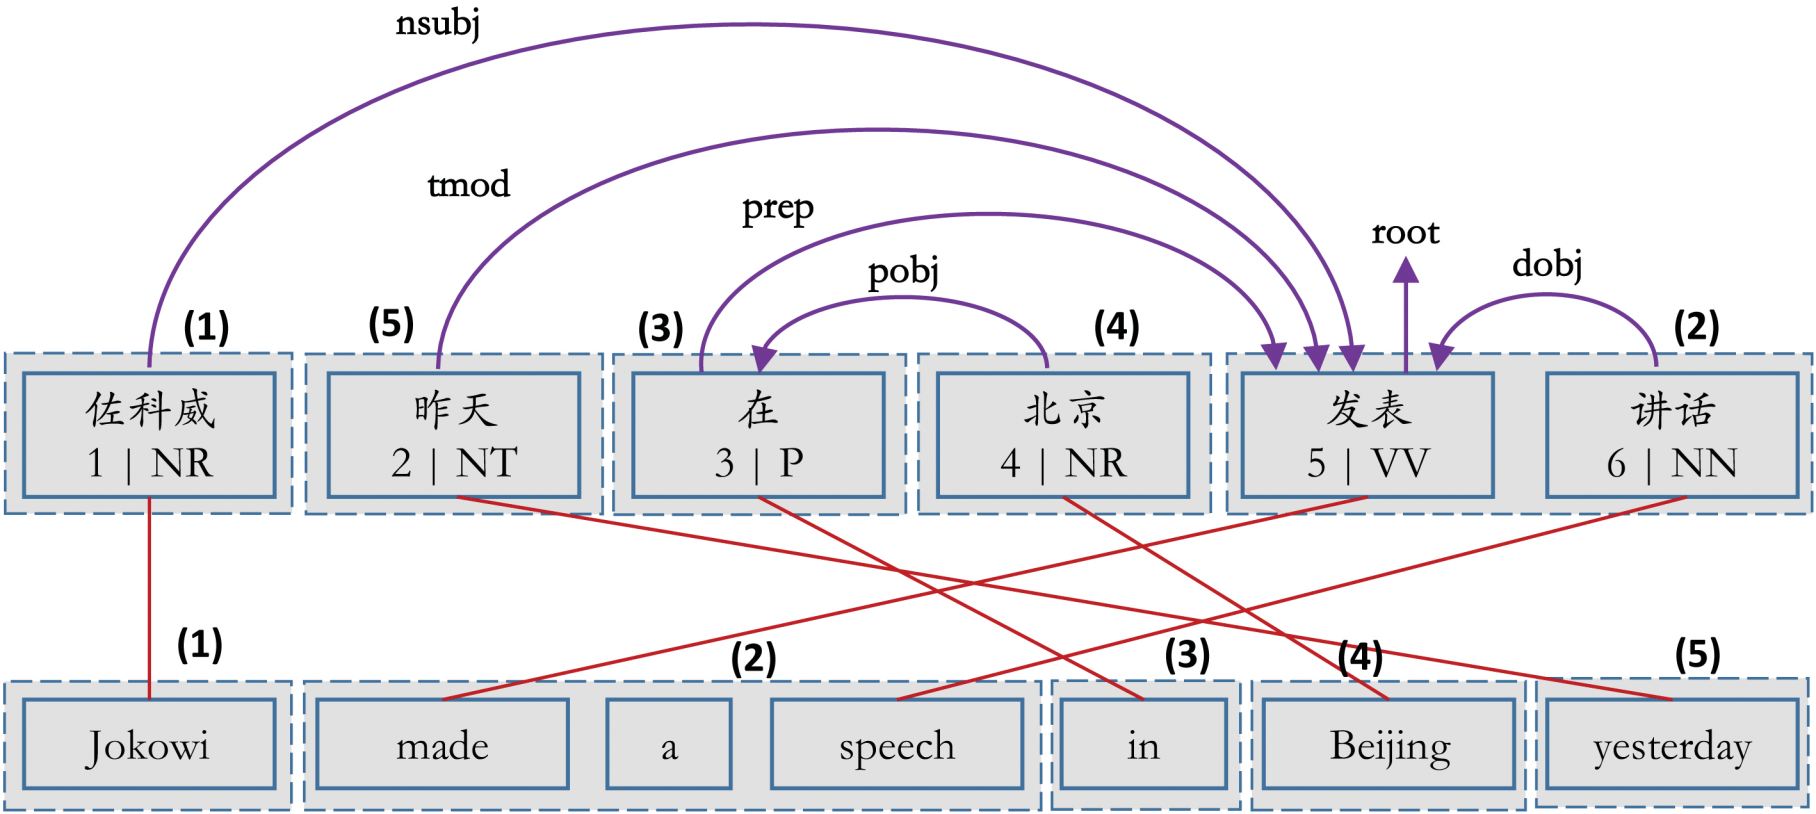 nsubj
tmod
prep
root
pobj
dobj
(1)
(5)
(3)
(4)
(2)
佐科威
1 | NR
昨天
2 | NT
在
3 | P
北京
4 | NR
发表
5 | VV
讲话
6 | NN
(1)
(2)
(3)
(4)
(5)
Jokowi
made
a
speech
in
Beijing
yesterday